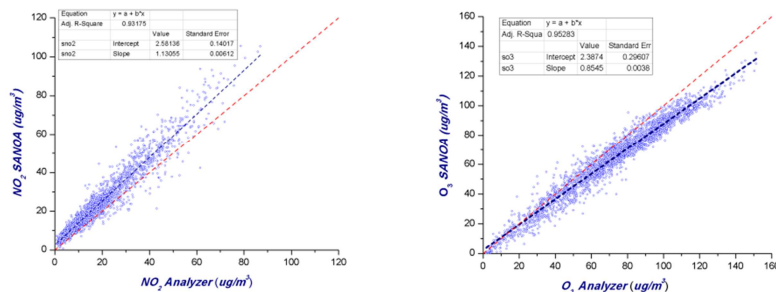 Equation y = a + b*x
Adj. R-Square 0.93175
Value Standard Error
sno2 Intercept 2.58136 0.14017
sno2 Slope 1.13055 0.00612
120
100
80
60
40
20
0
NO2 SANOA (ug/m3)
0 20 40 60 80 100 120
NO2 Analyzer (ug/m3)
Equation y = a + b*x
Adj. R-Squa 0.95283
Value Standard Err
so3 Intercept 2.3874 0.29607
so3 Slope 0.8545 0.0038
160
140
120
100
80
60
40
20
0
O3 SANOA (ug/m3)
0 20 40 60 80 100 120 140 160
Analyzer (ug/m3)